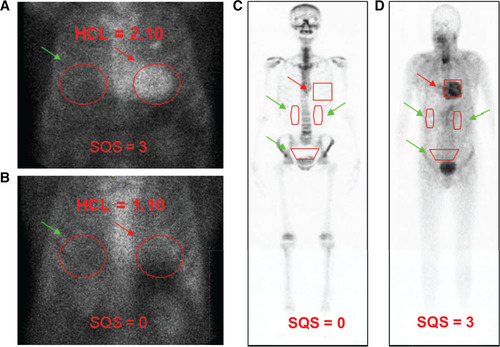 A
HCL = 2.10
SQS = 3
B
HCL = 1.10
SQS = 0
C
SQS = 0
D
SQS = 3